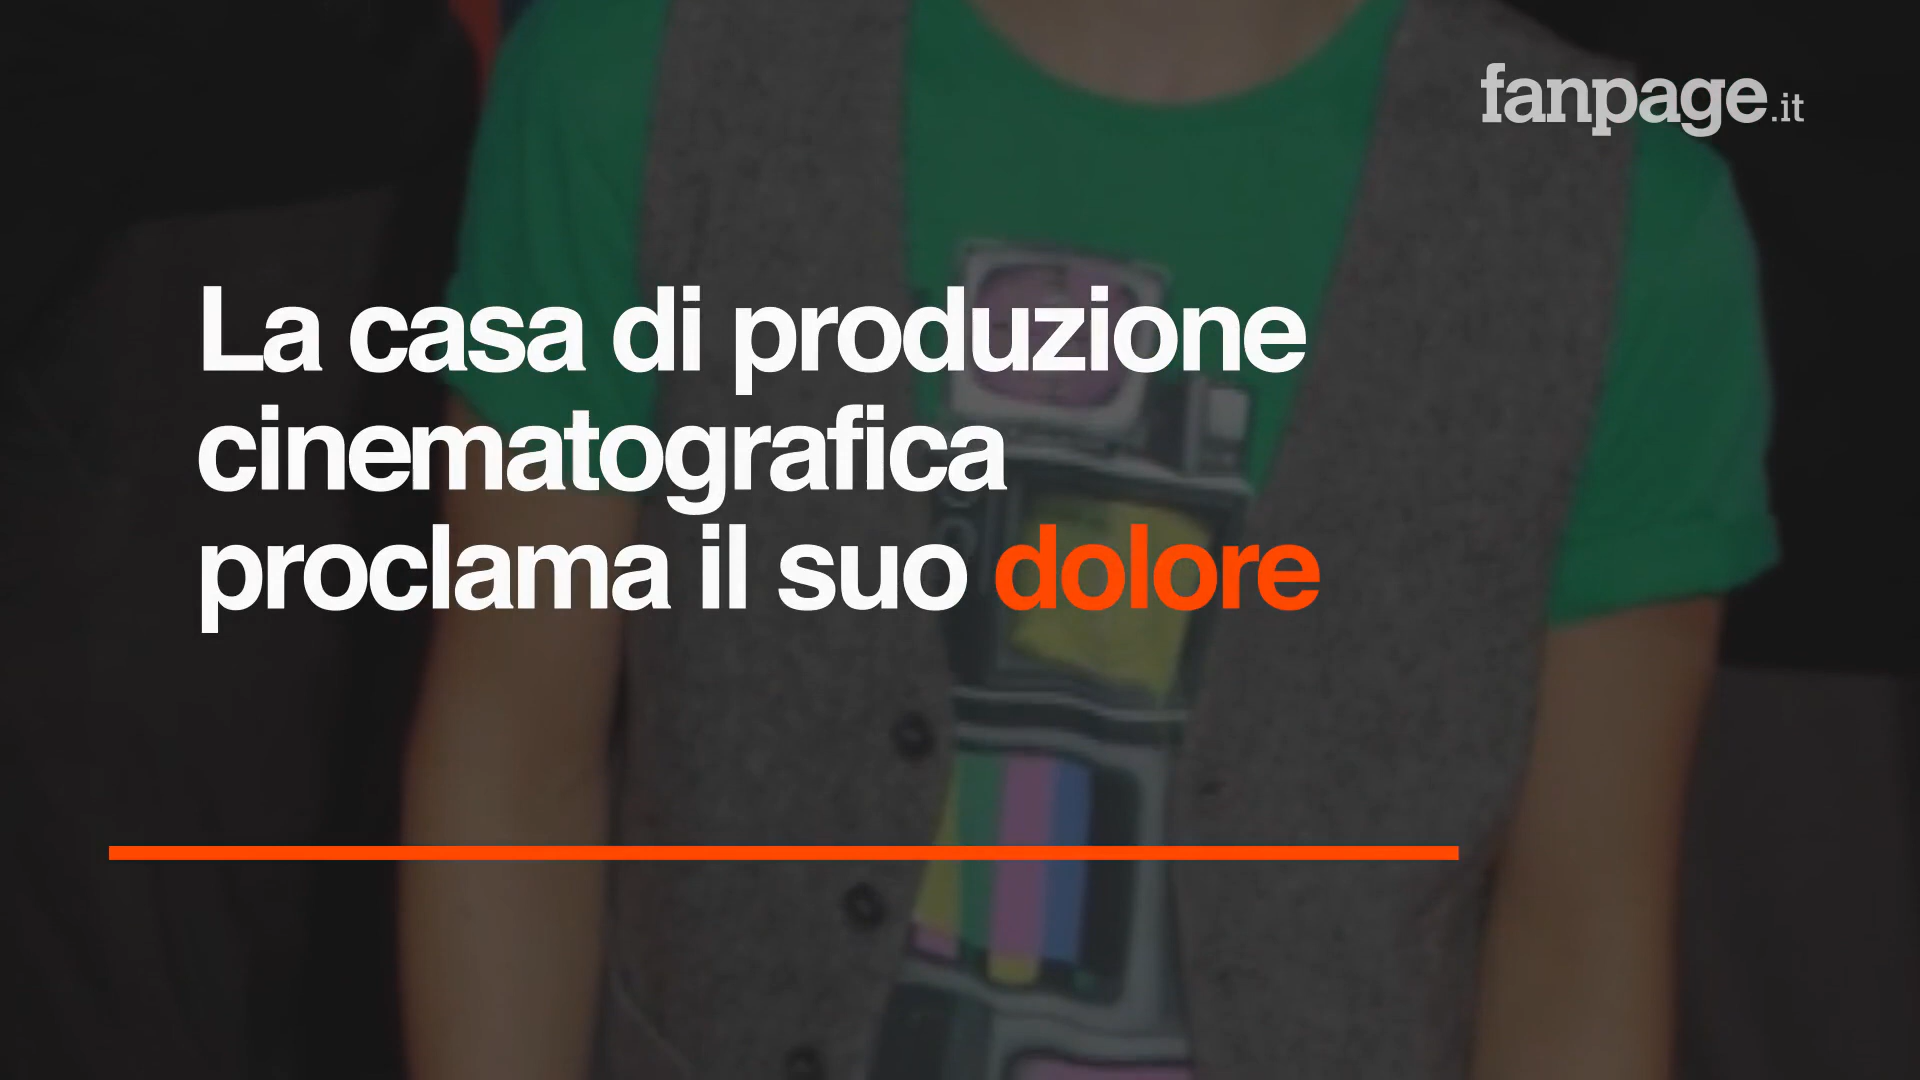 fanpage.it
La casa di produzione
cinematografica
proclama il suo dolore